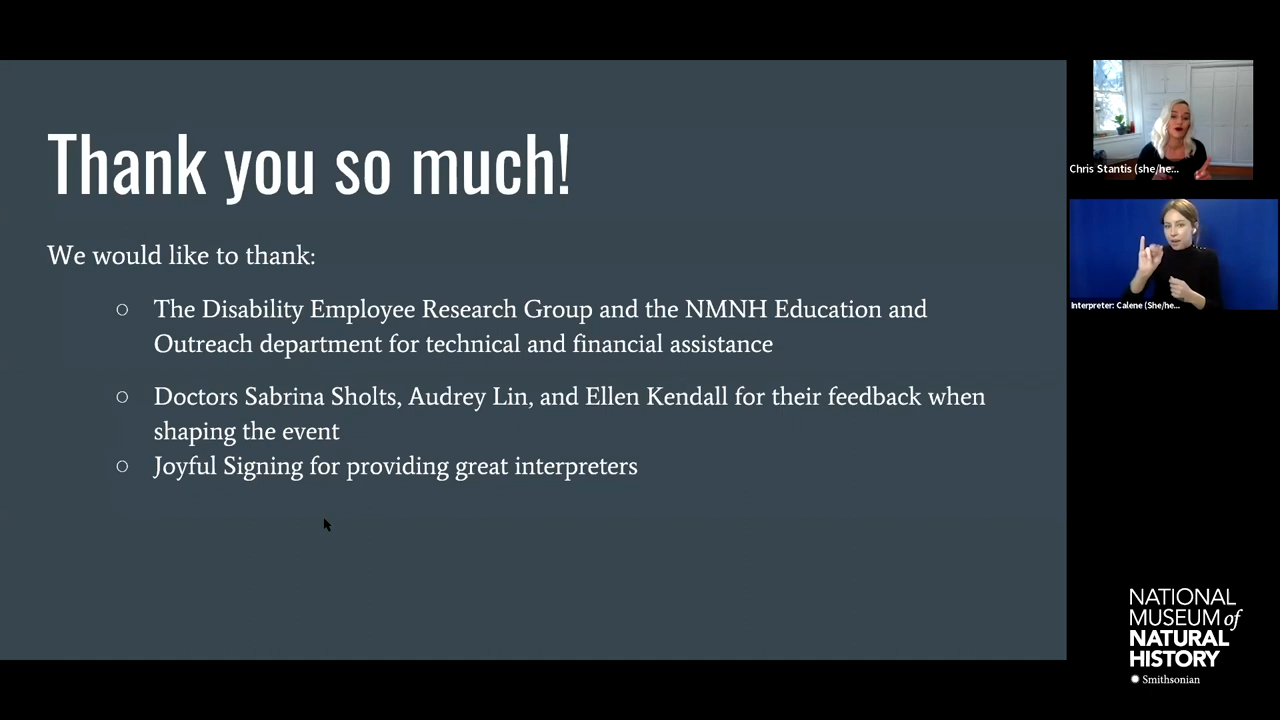 Thank you so much!
We would like to thank:
○ The Disability Employee Research Group and the NMNH Education and
Outreach department for technical and financial assistance
○ Doctors Sabrina Sholts, Audrey Lin, and Ellen Kendall for their feedback when
shaping the event
○ Joyful Signing for providing great interpreters
Chris Stantis (she/he...
Interpreter: Calene (She/he...
NATIONAL
MUSEUM of
NATURAL
HISTORY
Smithsonian